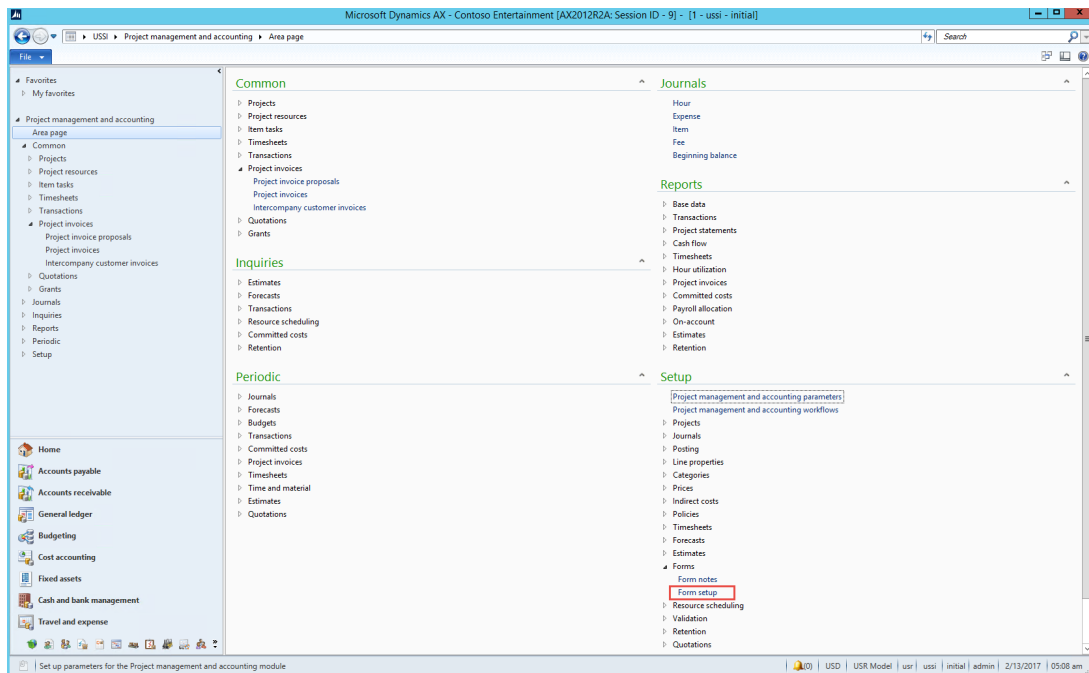 Microsoft Dynamics AX - Contoso Entertainment [AX2012R2A: Session ID - 9] - [1 - ussi - initial]
USSI Project management and accounting Area page
Search
File
Favorites
My favorites
Project management and accounting
Area page
Common
Projects
Project resources
Item tasks
Timesheets
Transactions
Project invoices
Project invoice proposals
Project invoices
Intercompany customer invoices
Quotations
Grants
Journals
Inquiries
Reports
Periodic
Setup
Home
Accounts payable
Accounts receivable
General ledger
Budgeting
Cost accounting
Fixed assets
Cash and bank management
Travel and expense
Common
Projects
Project resources
Item tasks
Timesheets
Transactions
Project invoices
Project invoice proposals
Project invoices
Intercompany customer invoices
Quotations
Grants
Inquiries
Estimates
Forecasts
Transactions
Resource scheduling
Committed costs
Retention
Periodic
Journals
Forecasts
Budgets
Transactions
Committed costs
Project invoices
Timesheets
Time and material
Estimates
Quotations
Journals
Hour
Expense
Item
Fee
Beginning balance
Reports
Base data
Transactions
Project statements
Cash flow
Timesheets
Hour utilization
Project invoices
Committed costs
Payroll allocation
On-account
Estimates
Retention
Setup
Project management and accounting parameters
Project management and accounting workflows
Projects
Journals
Posting
Line properties
Categories
Prices
Indirect costs
Policies
Timesheets
Forecasts
Estimates
Forms
Form notes
Form setup
Resource scheduling
Validation
Retention
Quotations
Set up parameters for the Project management and accounting module
(0) USD USR Model usr ussi initial admin 2/13/2017 05:08 am